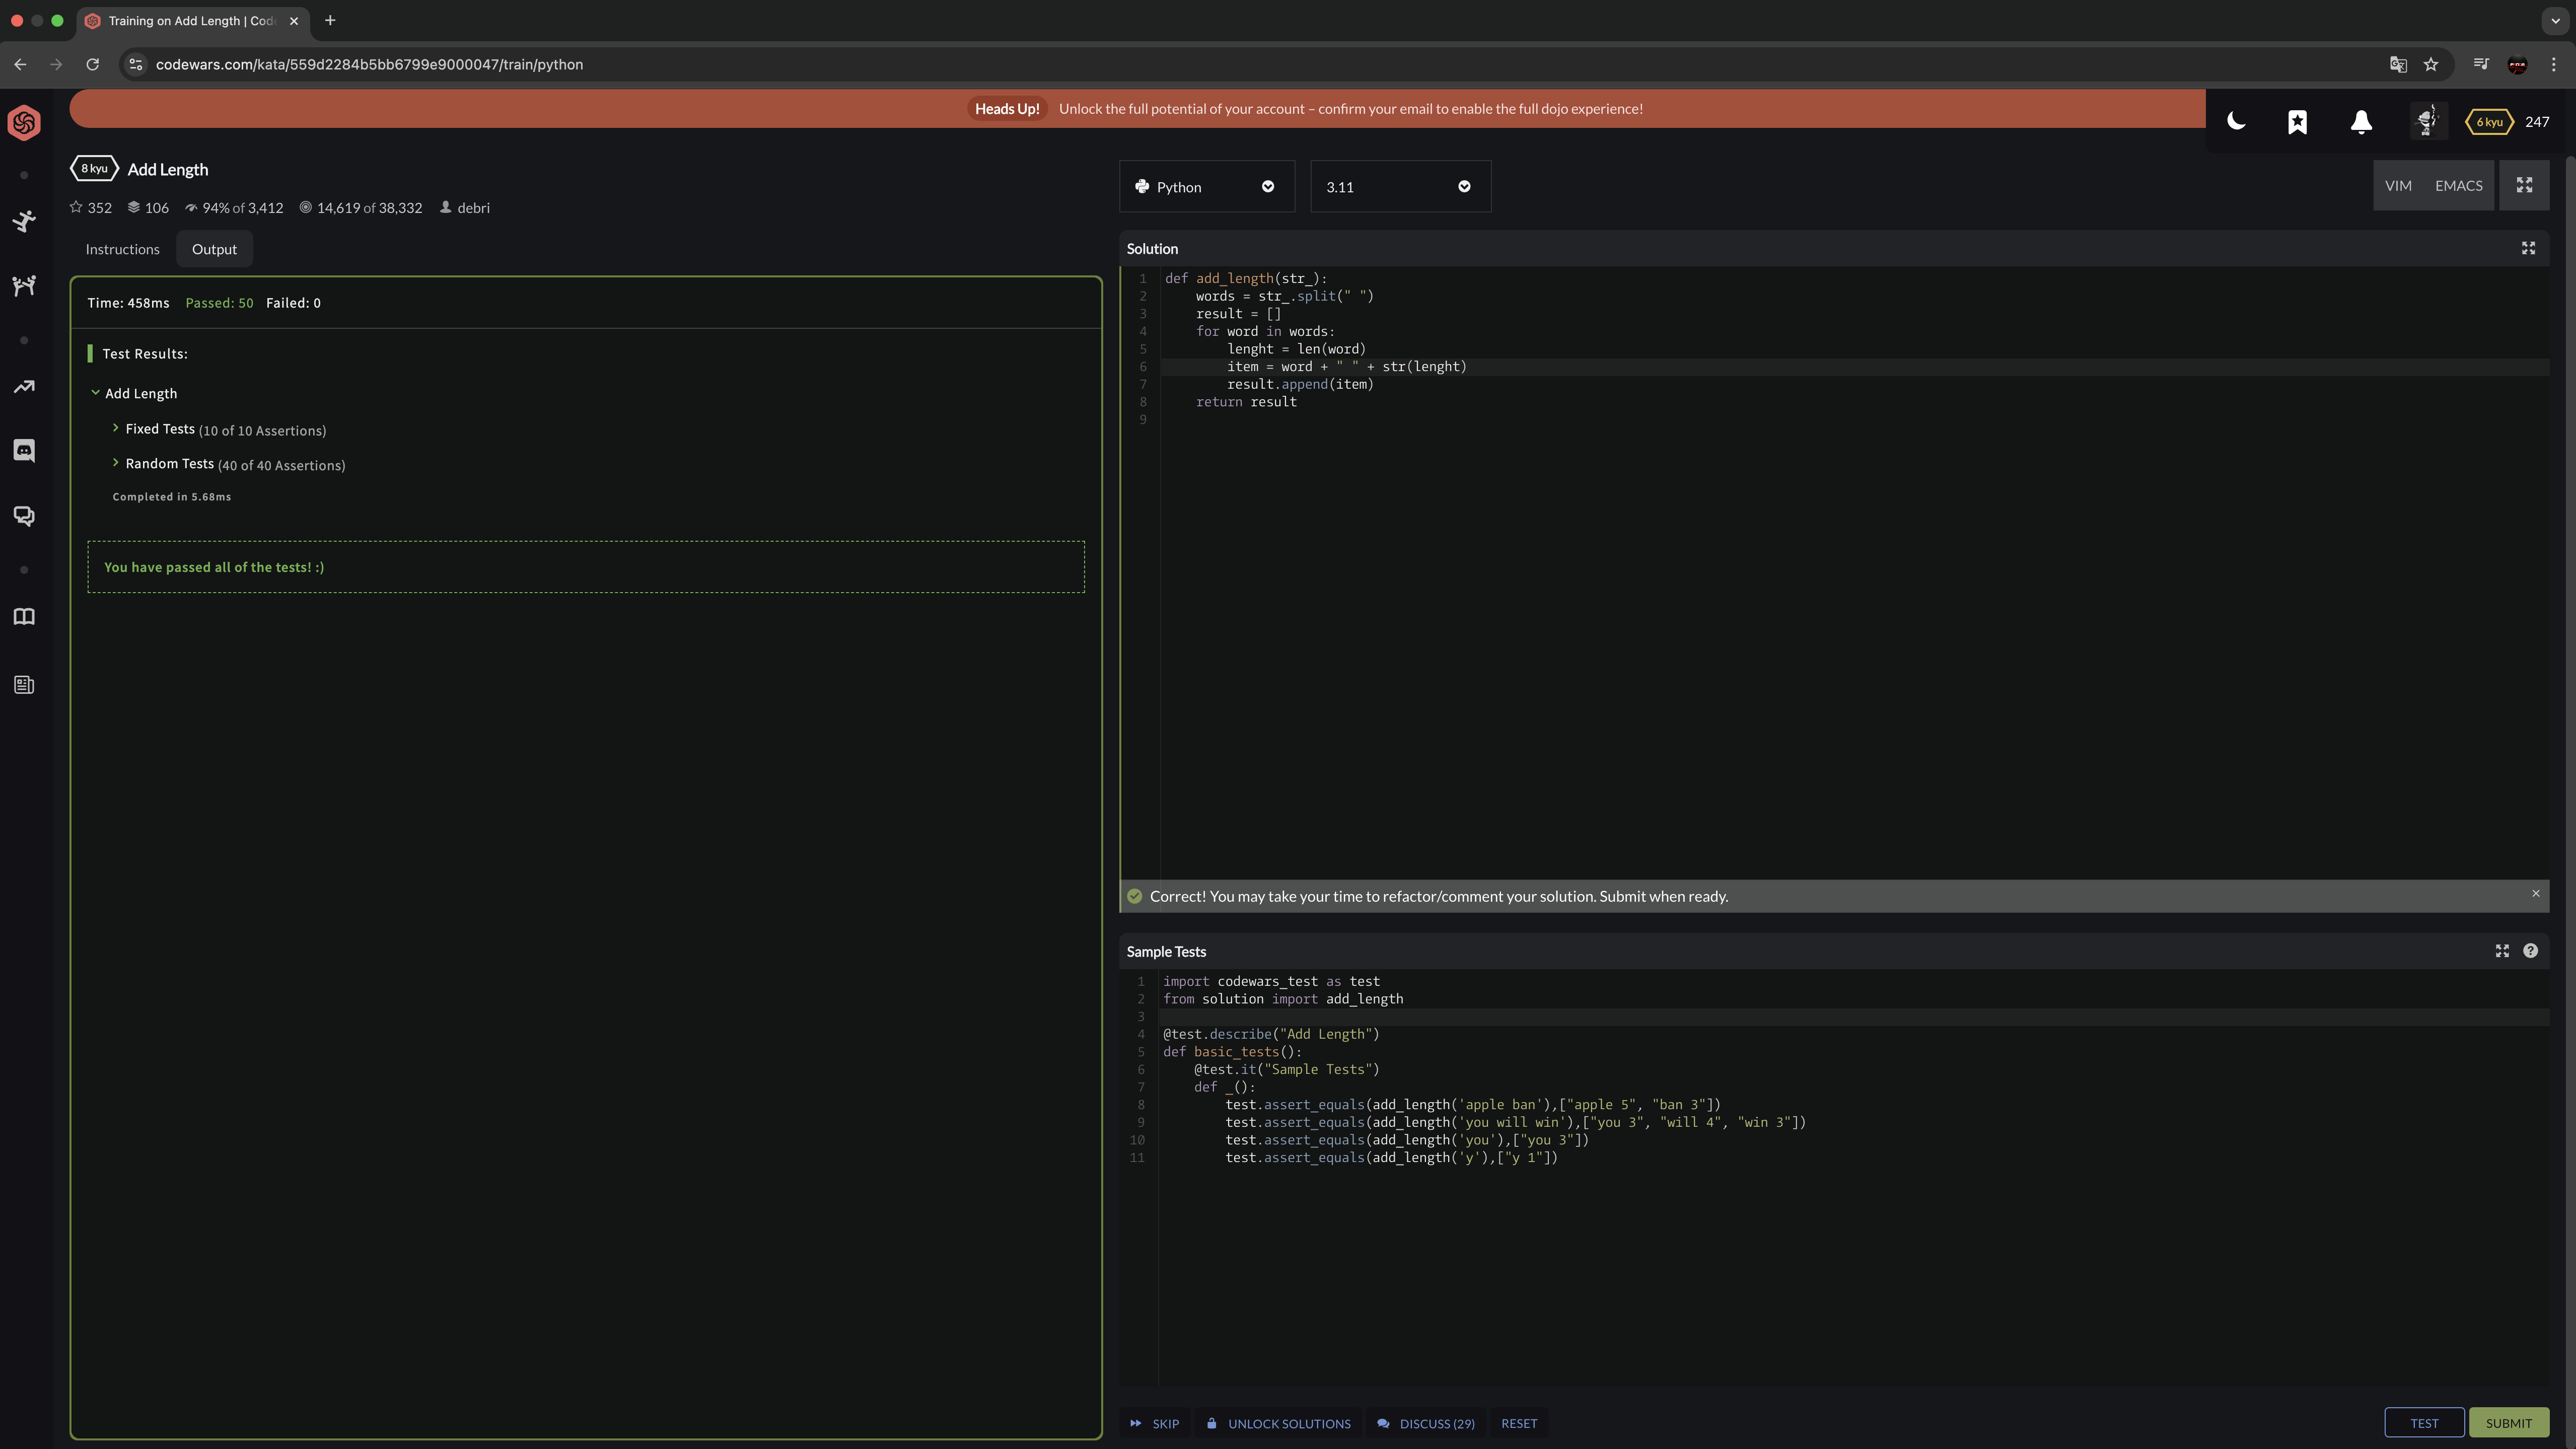 Training on Add Length | Cod
codewars.com/kata/559d2284b5bb6799e9000047/train/python
Heads Up! Unlock the full potential of your account – confirm your email to enable the full dojo experience!
6 kyu 247
8 kyu Add Length
352 106 94% of 3,412 14,619 of 38,332 debri
Instructions Output
Time: 458ms Passed: 50 Failed: 0
Test Results:
Add Length
Fixed Tests (10 of 10 Assertions)
Random Tests (40 of 40 Assertions)
Completed in 5.68ms
You have passed all of the tests! :)
Python 3.11 VIM EMACS
Solution
1 def add_length(str_):
2     words = str_.split(" ")
3     result = []
4     for word in words:
5         lenght = len(word)
6         item = word + " " + str(lenght)
7         result.append(item)
8     return result
9
Correct! You may take your time to refactor/comment your solution. Submit when ready.
Sample Tests
1 import codewars_test as test
2 from solution import add_length
3
4 @test.describe("Add Length")
5 def basic_tests():
6     @test.it("Sample Tests")
7     def _():
8         test.assert_equals(add_length('apple ban'),["apple 5", "ban 3"])
9         test.assert_equals(add_length('you will win'),["you 3", "will 4", "win 3"])
10         test.assert_equals(add_length('you'),["you 3"])
11         test.assert_equals(add_length('y'),["y 1"])
SKIP UNLOCK SOLUTIONS DISCUSS (29) RESET TEST SUBMIT